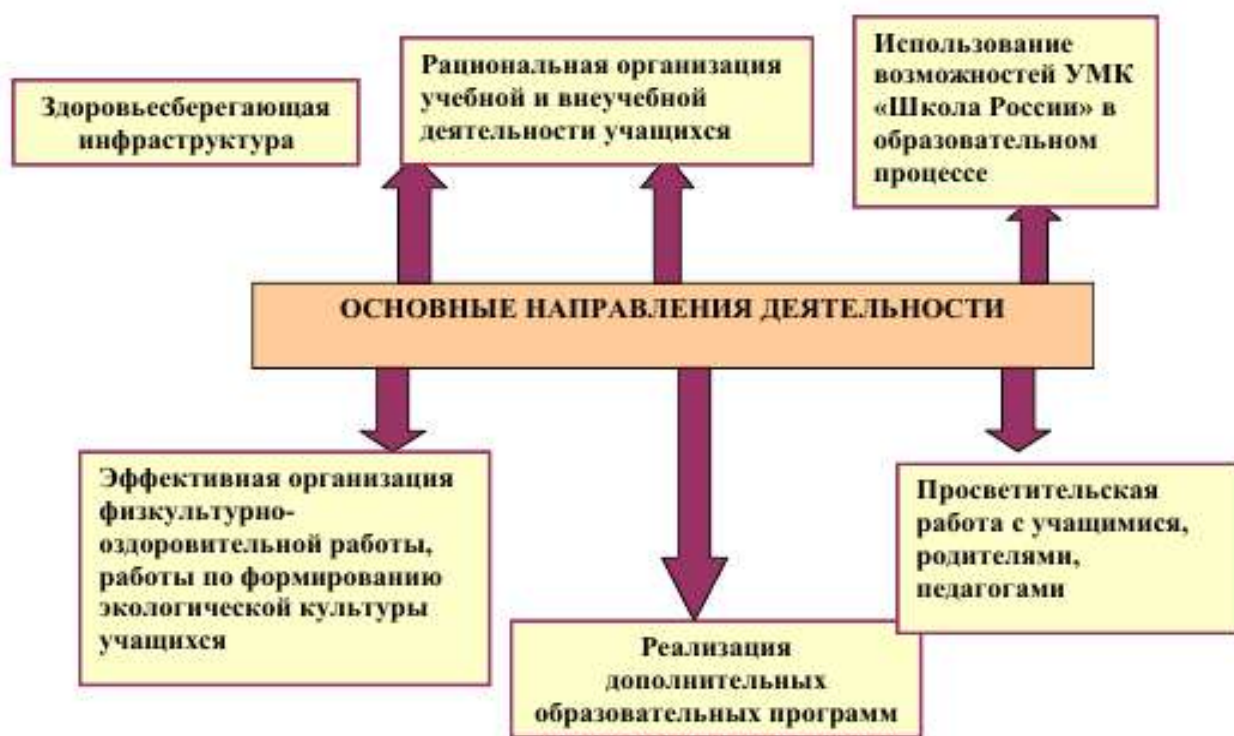 Здоровьесберегающая
инфраструктура
Рациональная организация
учебной и внеучебной
деятельности учащихся
Использование
возможностей УМК
«Школа России» в
образовательном
процессе
ОСНОВНЫЕ НАПРАВЛЕНИЯ ДЕЯТЕЛЬНОСТИ
Эффективная организация
физкультурно-
оздоровительной работы,
работы по формированию
экологической культуры
учащихся
Реализация
дополнительных
образовательных программ
Просветительская
работа с учащимися,
родителями,
педагогами